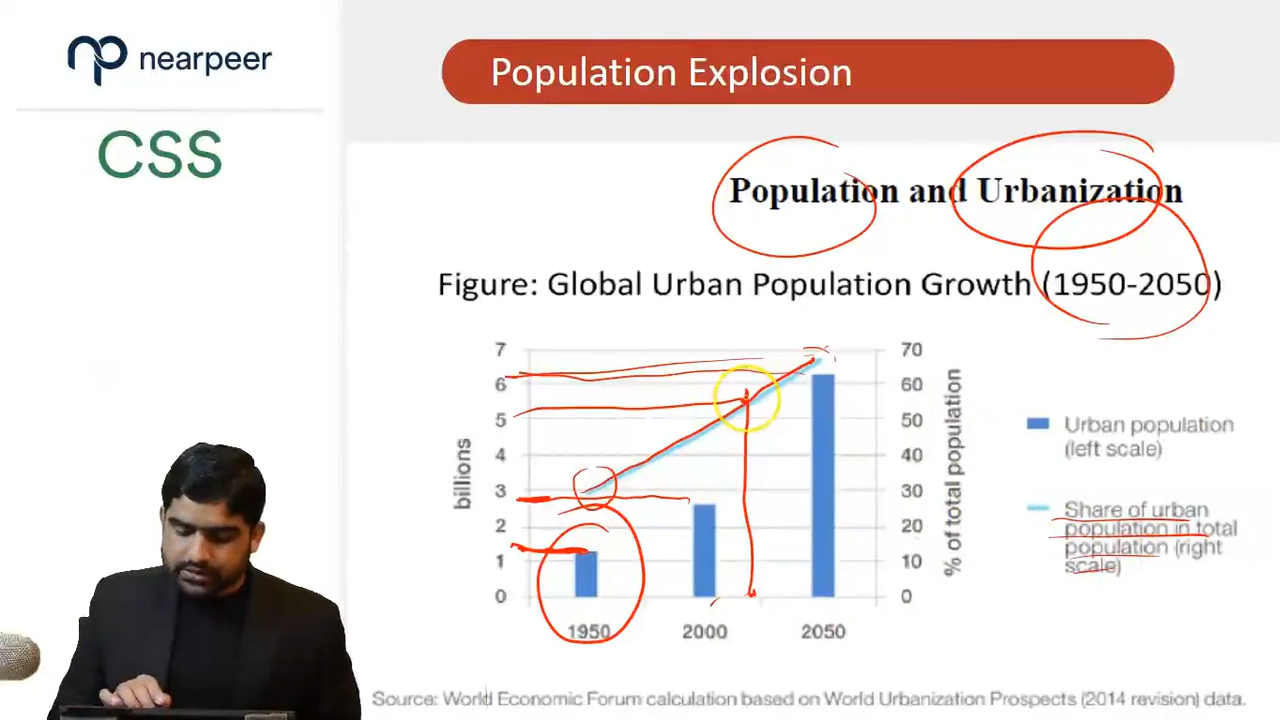 nearpeer
CSS
Population Explosion
Population and Urbanization
Figure: Global Urban Population Growth (1950-2050)
7
6
5
4
3
2
1
0
billions
70
60
50
40
30
20
10
0
% of total population
1950
2000
2050
Urban population
(left scale)
Share of urban
population in total
population (right
scale)
Source: World Economic Forum calculation based on World Urbanization Prospects (2014 revision) data.